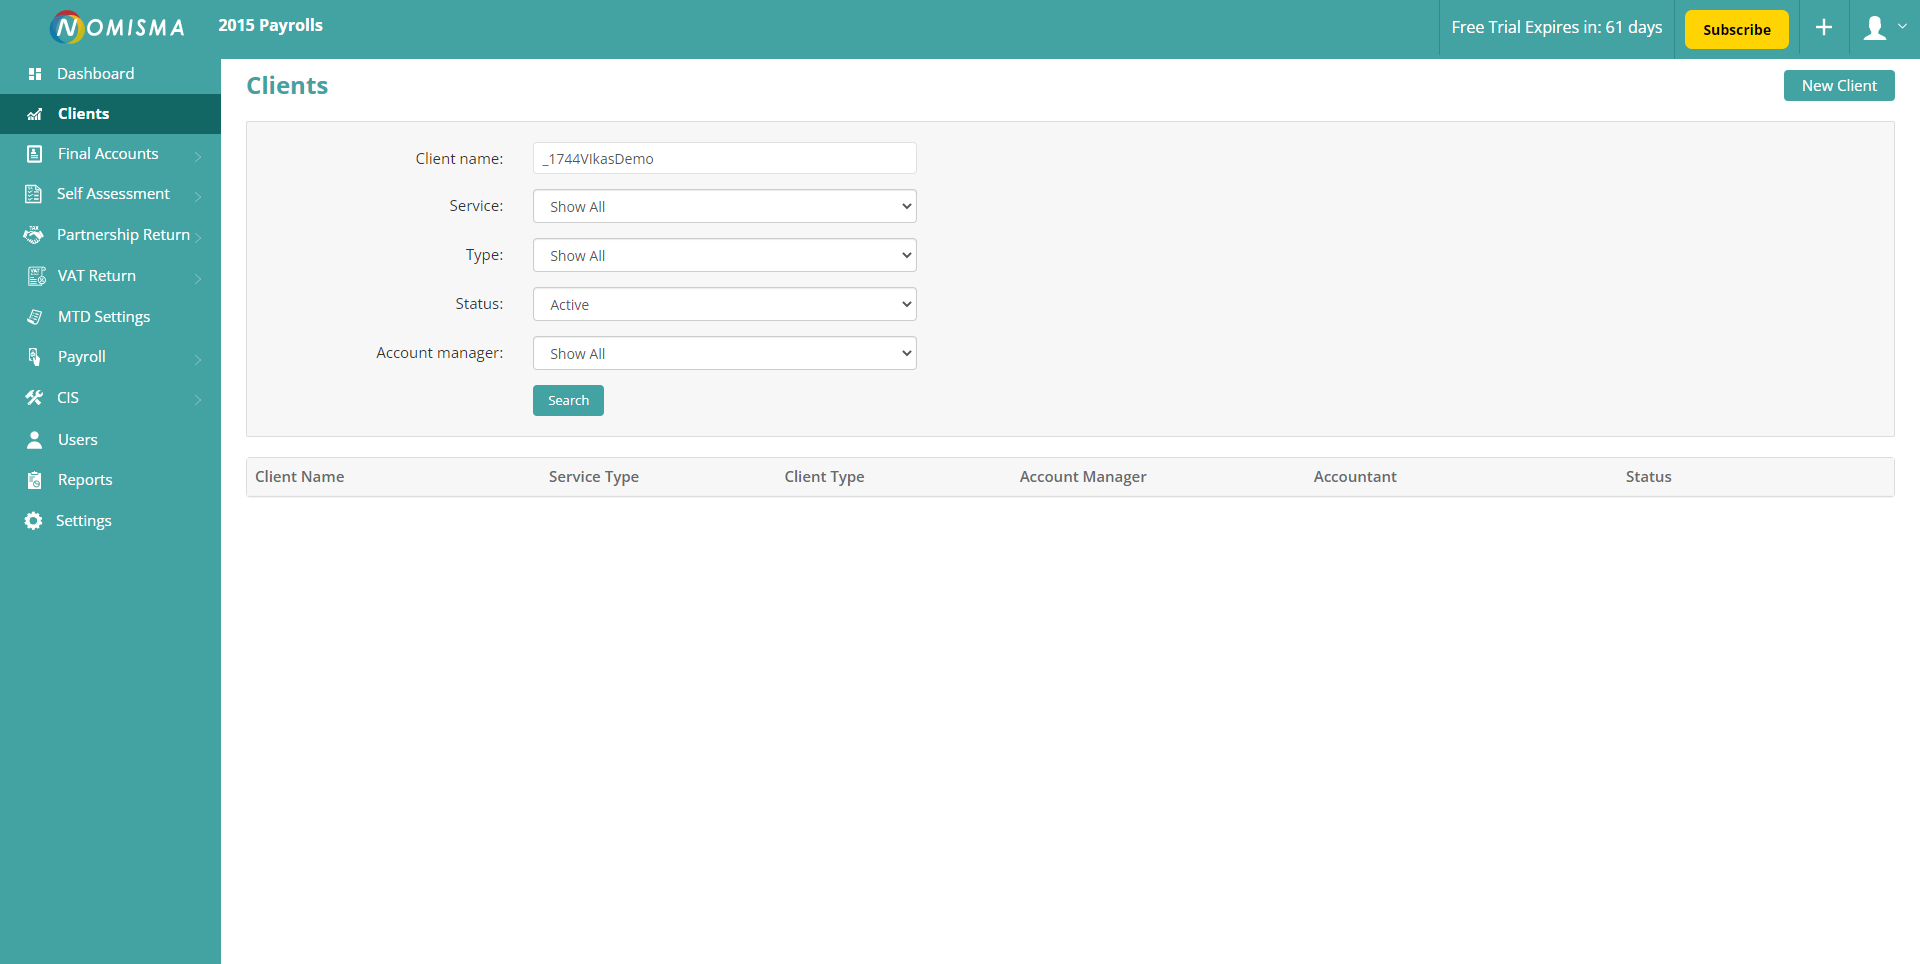 NOMISMA
2015 Payrolls
Free Trial Expires in: 61 days
Subscribe
Dashboard
Clients
Final Accounts
Self Assessment
Partnership Return
VAT Return
MTD Settings
Payroll
CIS
Users
Reports
Settings
Clients
New Client
Client name:
_1744VIkasDemo
Service:
Show All
Type:
Show All
Status:
Active
Account manager:
Show All
Search
Client Name Service Type Client Type Account Manager Accountant Status